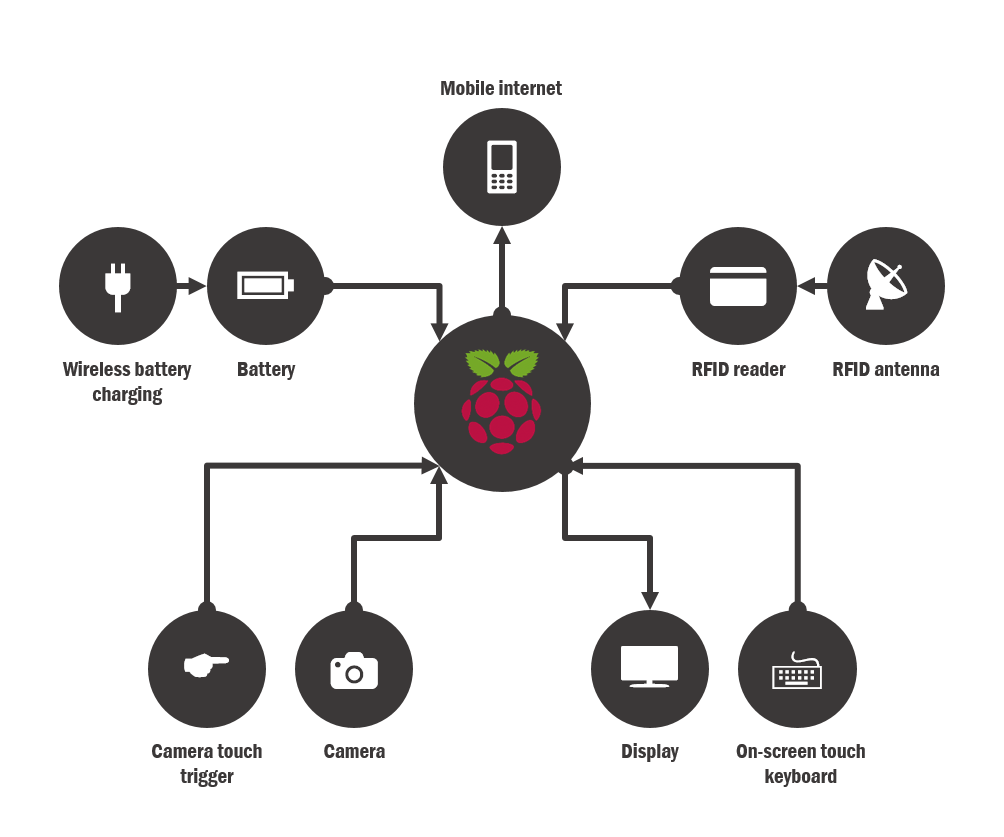 Mobile internet
Wireless battery
charging
Battery
RFID reader
RFID antenna
Camera touch
trigger
Camera
Display
On-screen touch
keyboard